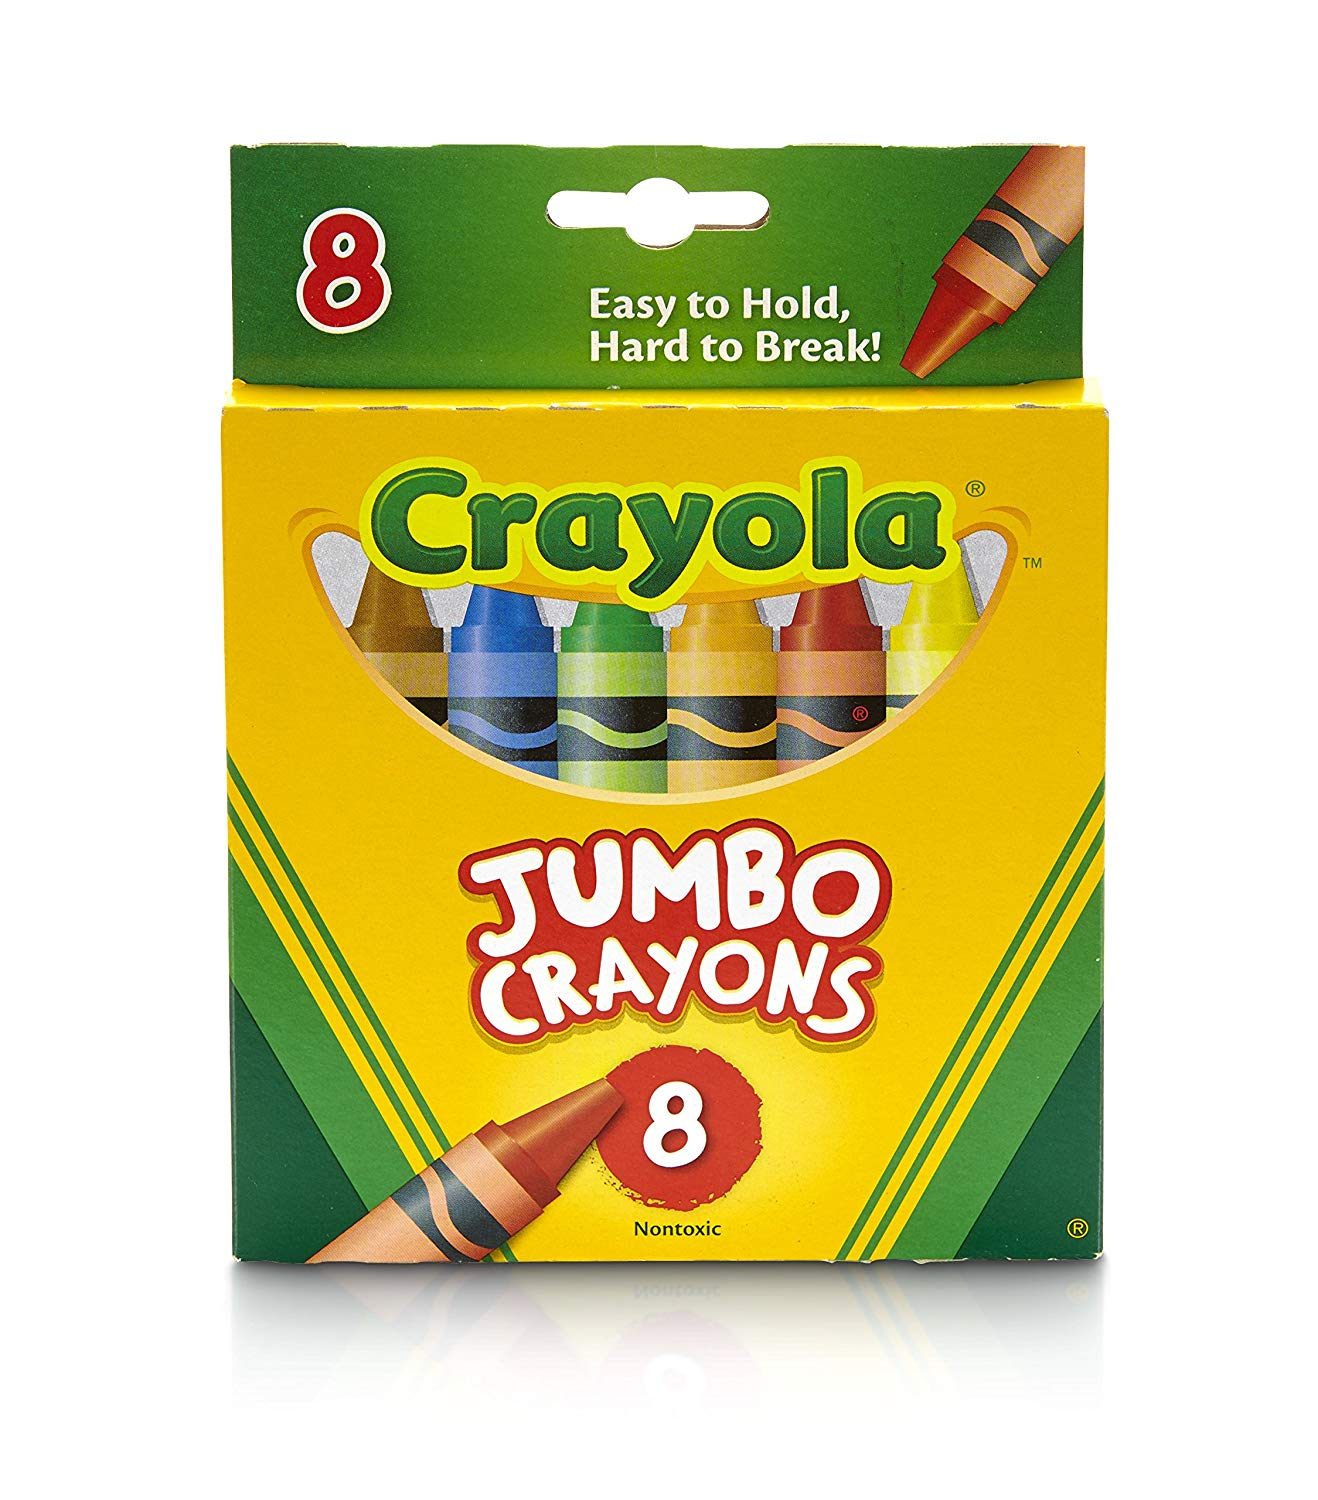 8
Easy to Hold,
Hard to Break!
Crayola®
™
®
JUMBO
CRAYONS
8
Nontoxic
®